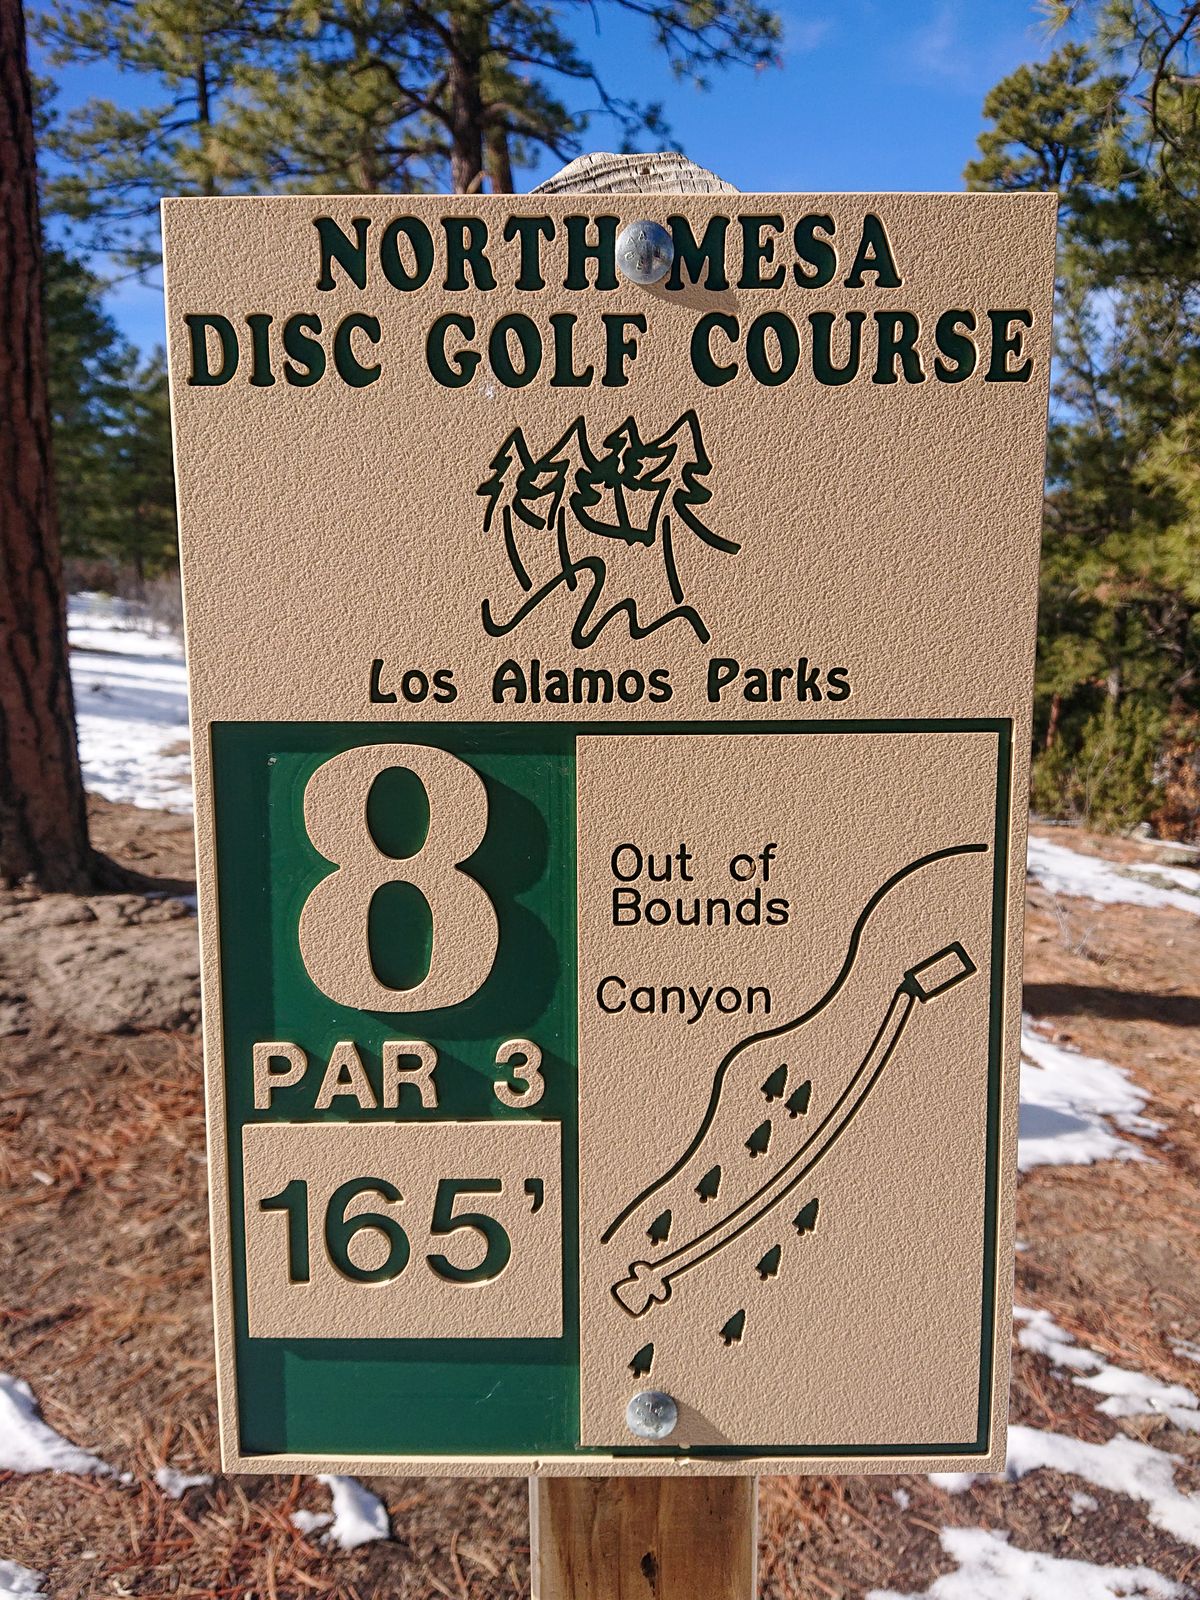 NORTH MESA
DISC GOLF COURSE
Los Alamos Parks
8
PAR 3
165'
Out of
Bounds
Canyon